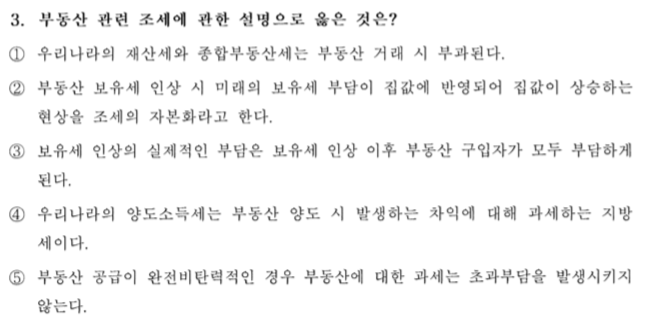 3. 부동산 관련 조세에 관한 설명으로 옳은 것은?
① 우리나라의 재산세와 종합부동산세는 부동산 거래 시 부과된다.
② 부동산 보유세 인상 시 미래의 보유세 부담이 집값에 반영되어 집값이 상승하는
현상을 조세의 자본화라고 한다.
③ 보유세 인상의 실제적인 부담은 보유세 인상 이후 부동산 구입자가 모두 부담하게
된다.
④ 우리나라의 양도소득세는 부동산 양도 시 발생하는 차익에 대해 과세하는 지방
세이다.
⑤ 부동산 공급이 완전비탄력적인 경우 부동산에 대한 과세는 초과부담을 발생시키지
않는다.